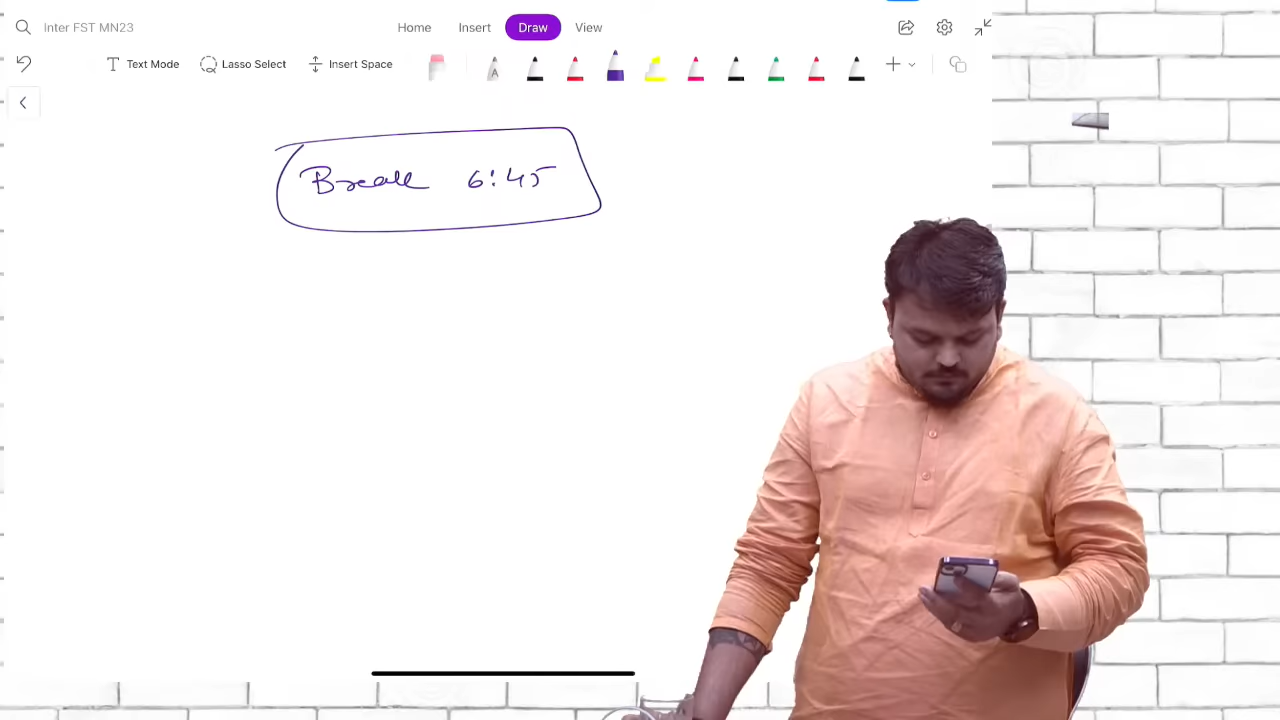 Inter FST MN23
Home Insert Draw View
Text Mode Lasso Select Insert Space
A
Break 6:45